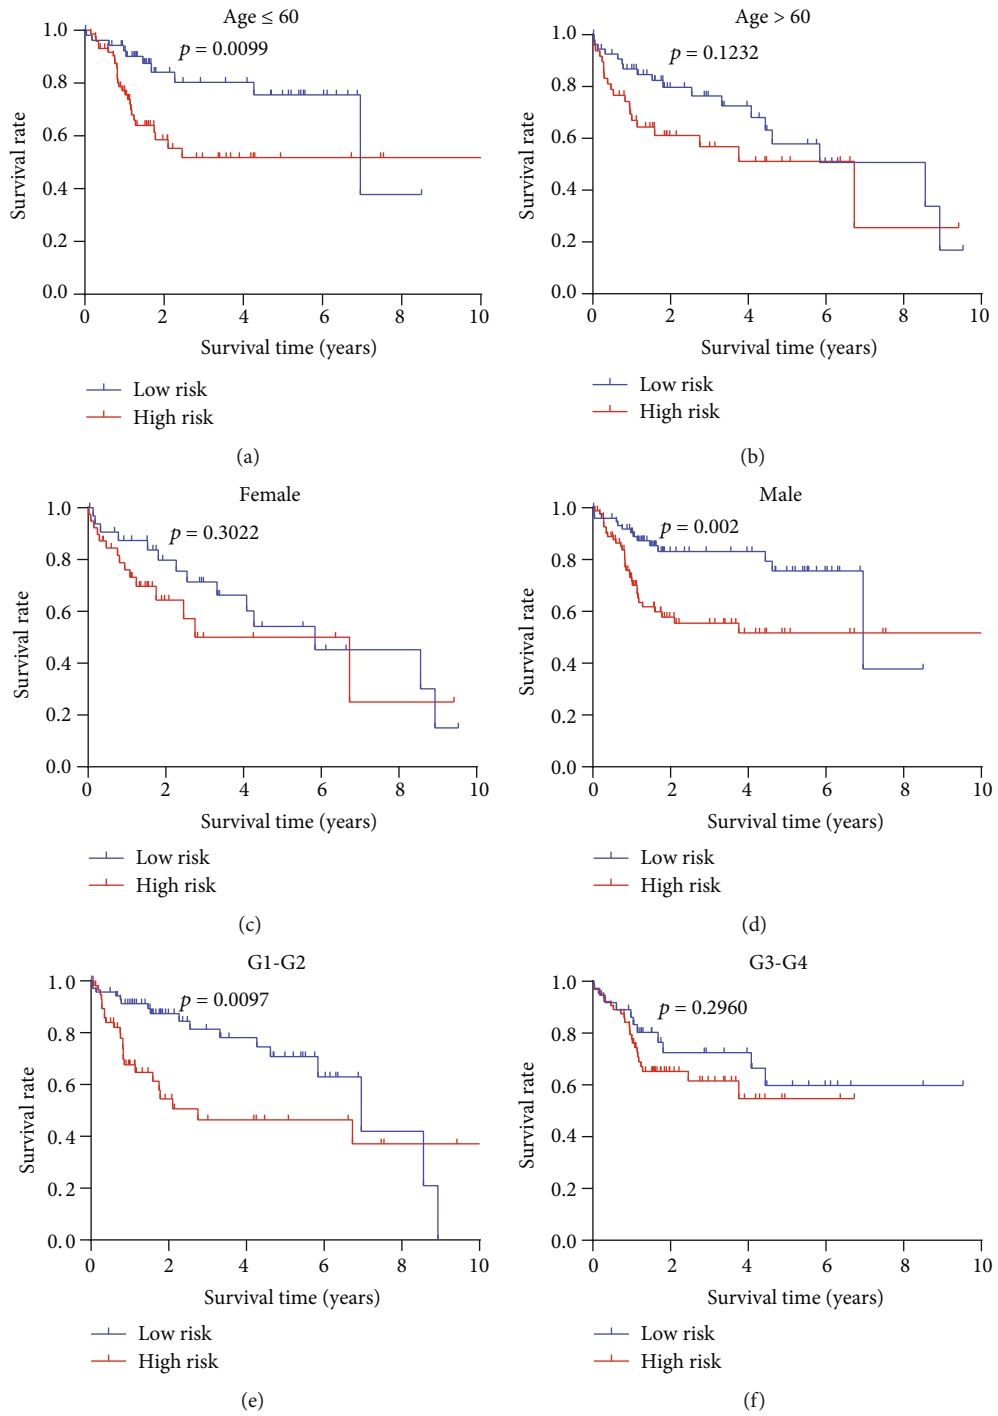 Age ≤ 60
p = 0.0099
Survival rate
1.0
0.8
0.6
0.4
0.2
0.0
0 2 4 6 8 10
Survival time (years)
Low risk
High risk
(a)
Age > 60
p = 0.1232
Survival rate
1.0
0.8
0.6
0.4
0.2
0.0
0 2 4 6 8 10
Survival time (years)
Low risk
High risk
(b)
Female
p = 0.3022
Survival rate
1.0
0.8
0.6
0.4
0.2
0.0
0 2 4 6 8 10
Survival time (years)
Low risk
High risk
(c)
Male
p = 0.002
Survival rate
1.0
0.8
0.6
0.4
0.2
0.0
0 2 4 6 8 10
Survival time (years)
Low risk
High risk
(d)
G1-G2
p = 0.0097
Survival rate
1.0
0.8
0.6
0.4
0.2
0.0
0 2 4 6 8 10
Survival time (years)
Low risk
High risk
(e)
G3-G4
p = 0.2960
Survival rate
1.0
0.8
0.6
0.4
0.2
0.0
0 2 4 6 8 10
Survival time (years)
Low risk
High risk
(f)